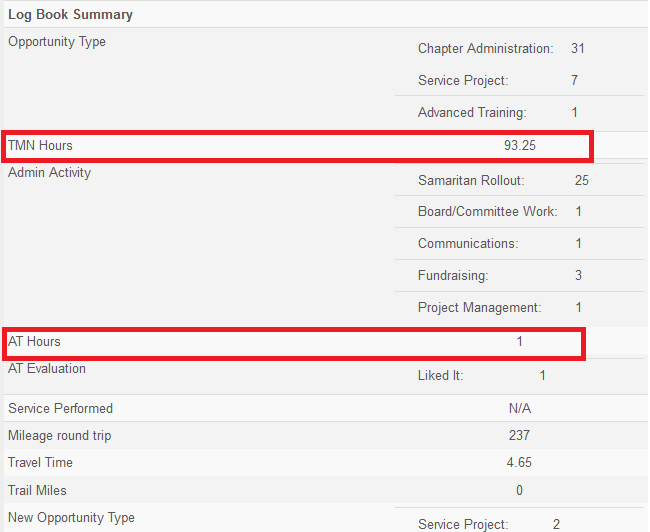 Log Book Summary
Opportunity Type
Chapter Administration: 31
Service Project: 7
Advanced Training: 1
TMN Hours 93.25
Admin Activity
Samaritan Rollout: 25
Board/Committee Work: 1
Communications: 1
Fundraising: 3
Project Management: 1
AT Hours 1
AT Evaluation
Liked It: 1
Service Performed N/A
Mileage round trip 237
Travel Time 4.65
Trail Miles 0
New Opportunity Type
Service Project: 2